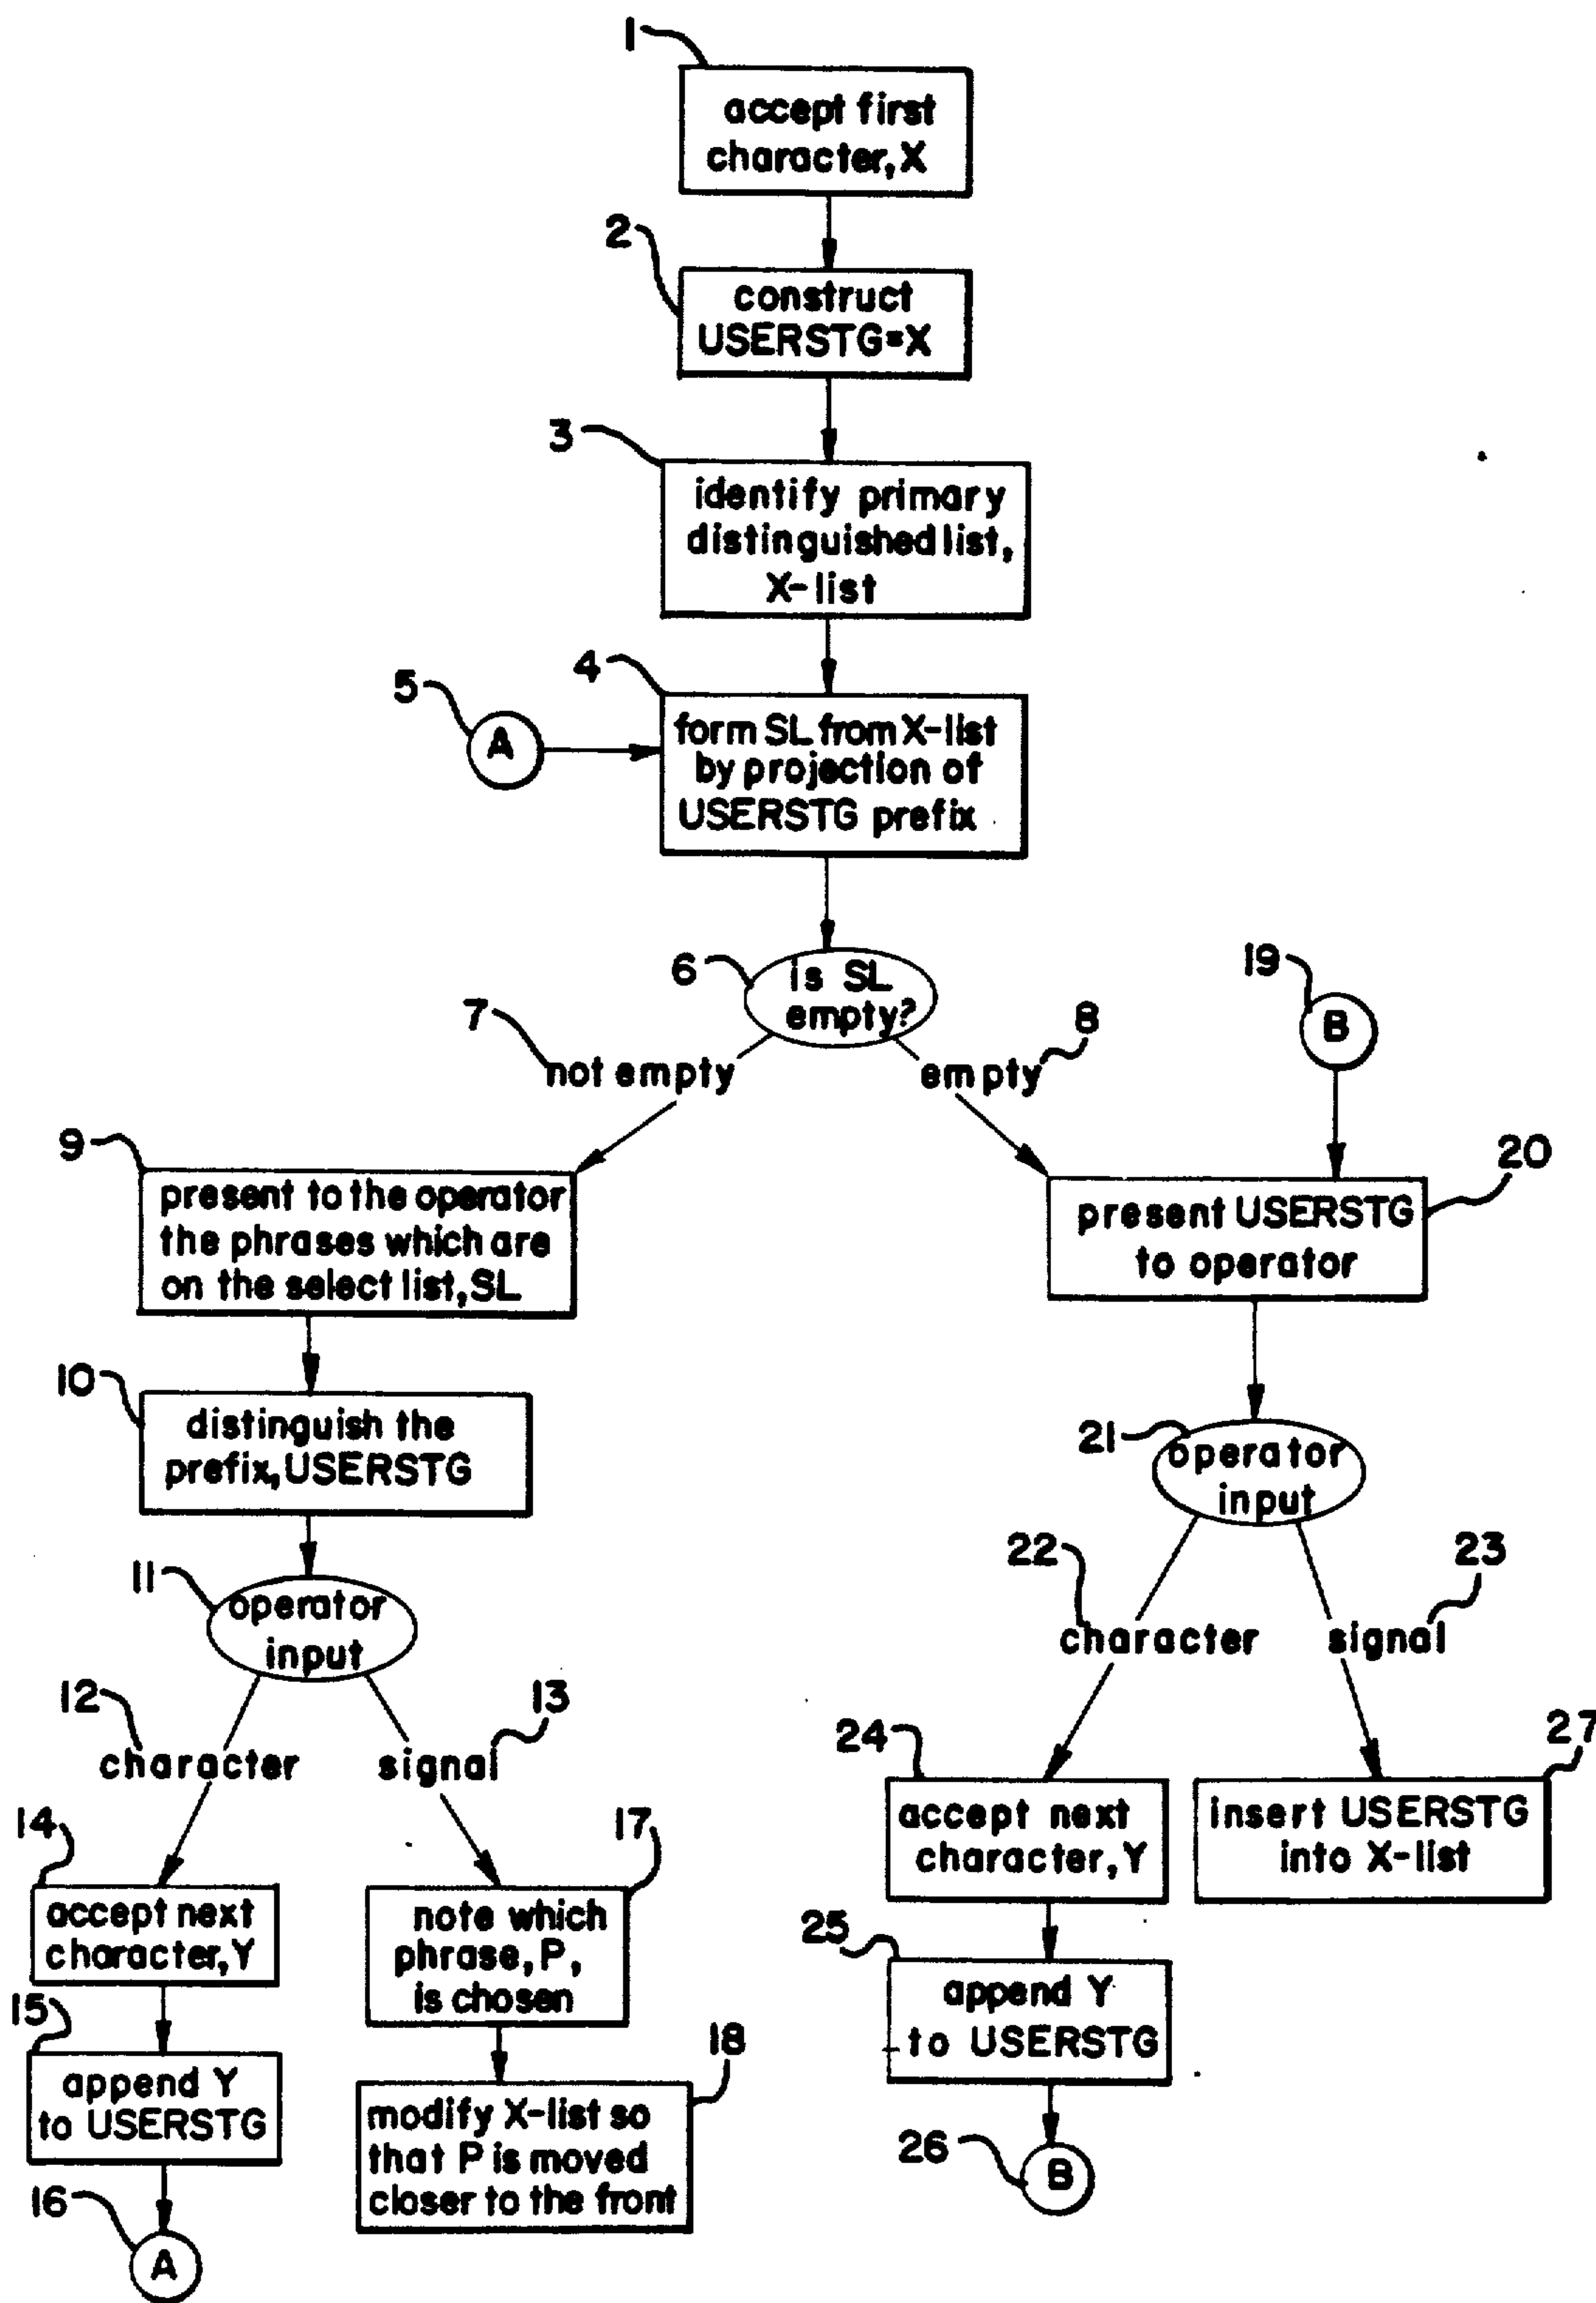 1
accept first
character, X
2
construct
USERSTG=X
3
identify primary
distinguished list,
X-list
4
5
A
form SL from X-list
by projection of
USERSTG prefix
6
is SL
empty?
7
not empty
8
empty
19
B
9
present to the operator
the phrases which are
on the select list, SL
20
present USERSTG
to operator
10
distinguish the
prefix, USERSTG
21
operator
input
11
operator
input
22
character
23
signal
12
character
13
signal
24
accept next
character, Y
27
insert USERSTG
into X-list
14
accept next
character, Y
17
note which
phrase, P,
is chosen
25
append Y
to USERSTG
15
append Y
to USERSTG
18
modify X-list so
that P is moved
closer to the front
26
B
16
A